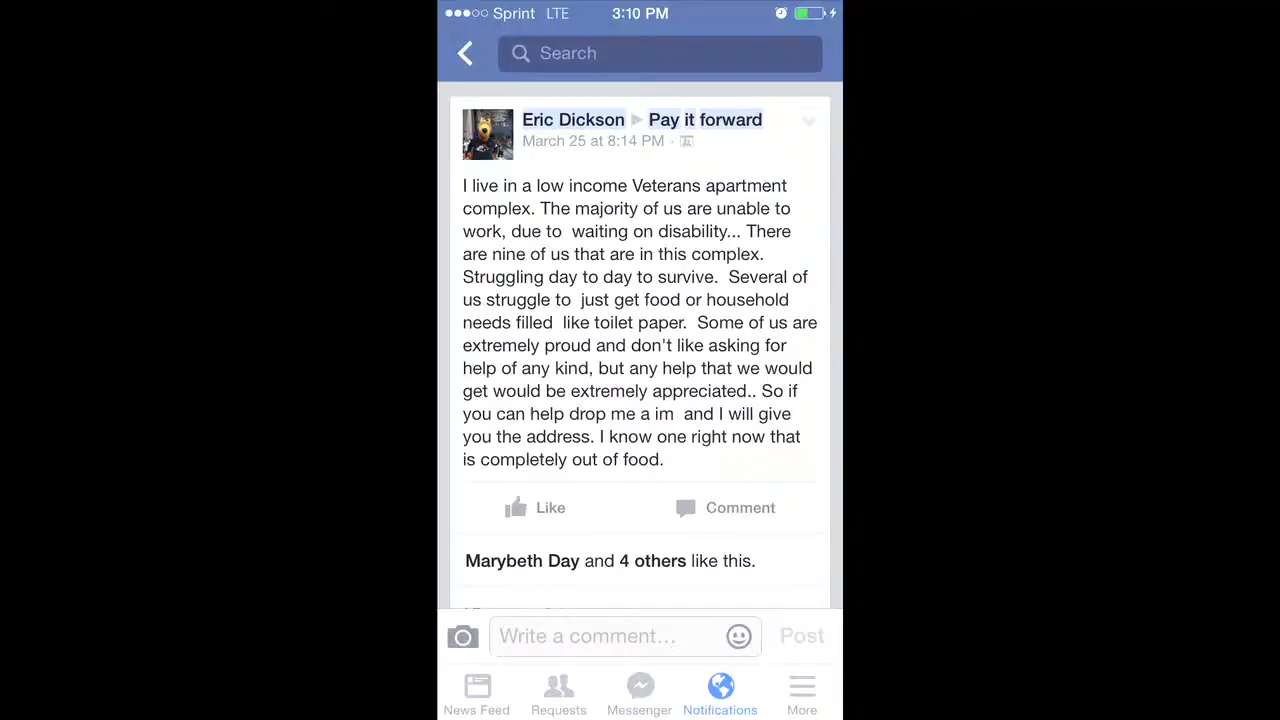 Sprint LTE 3:10 PM
Search
Eric Dickson ▶ Pay it forward
March 25 at 8:14 PM ·
I live in a low income Veterans apartment
complex. The majority of us are unable to
work, due to  waiting on disability... There
are nine of us that are in this complex.
Struggling day to day to survive.  Several of
us struggle to  just get food or household
needs filled  like toilet paper.  Some of us are
extremely proud and don't like asking for
help of any kind, but any help that we would
get would be extremely appreciated.. So if
you can help drop me a im  and I will give
you the address. I know one right now that
is completely out of food.
Like Comment
Marybeth Day and 4 others like this.
Write a comment... Post
News Feed Requests Messenger Notifications More